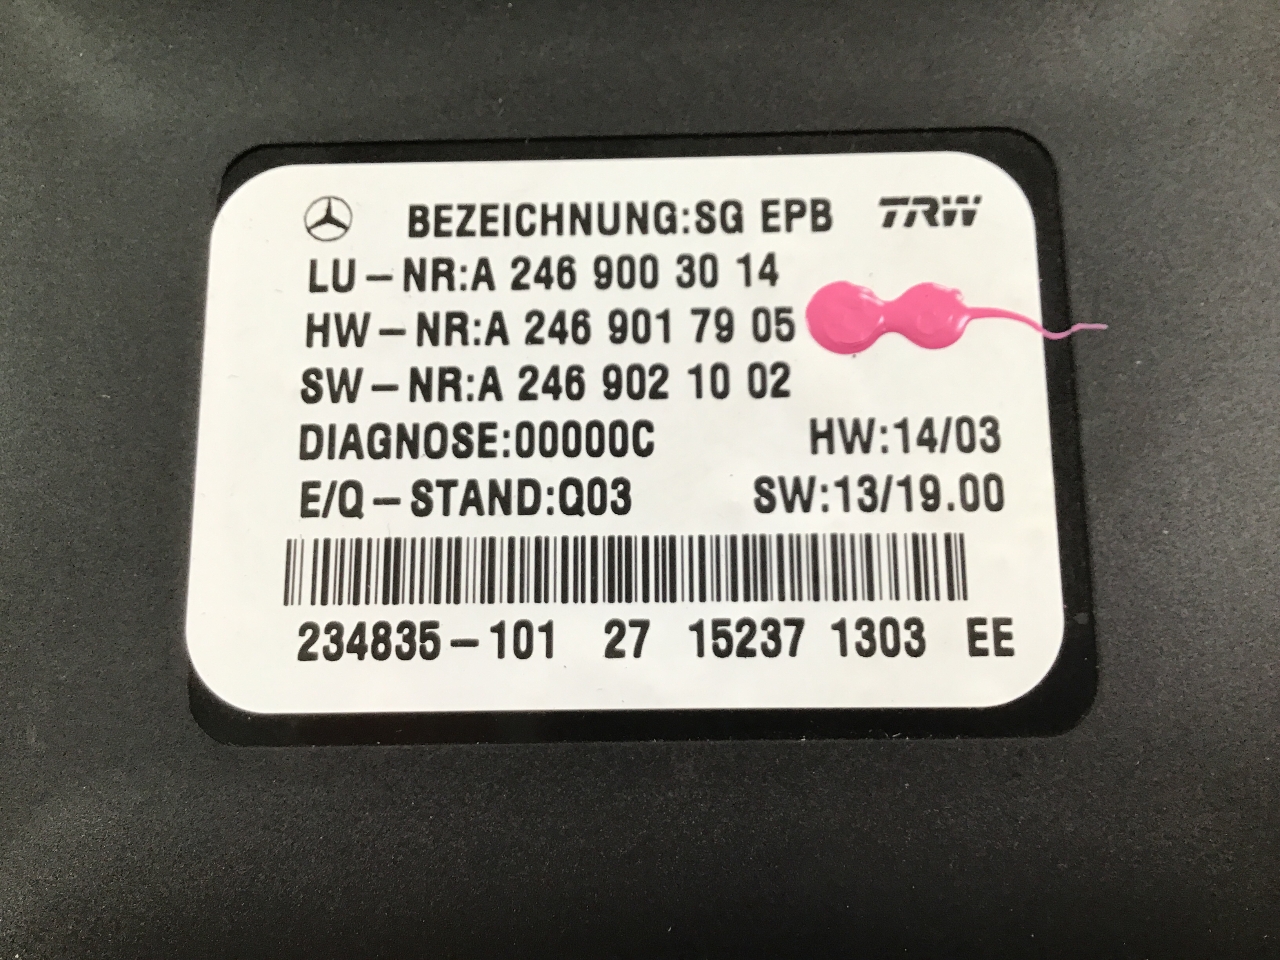 BEZEICHNUNG:SG EPB TRW
LU-NR:A 246 900 30 14
HW-NR:A 246 901 79 05
SW-NR:A 246 902 10 02
DIAGNOSE:00000C HW:14/03
E/Q-STAND:Q03 SW:13/19.00
234835-101 27 15237 1303 EE